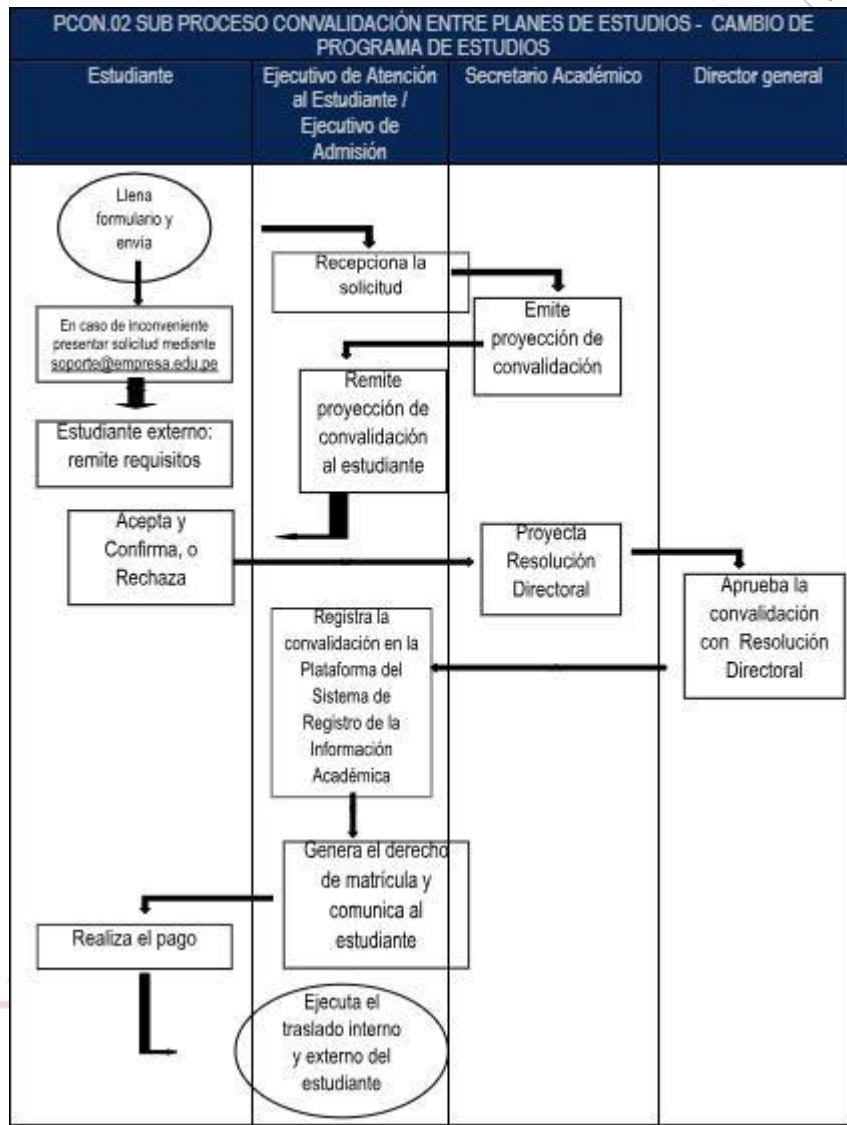 PCON.02 SUB PROCESO CONVALIDACIÓN ENTRE PLANES DE ESTUDIOS - CAMBIO DE
PROGRAMA DE ESTUDIOS
Estudiante
Ejecutivo de Atención
al Estudiante /
Ejecutivo de
Admisión
Secretario Académico
Director general
Llena
formulario y
envía
Recepciona la
solicitud
Emite
proyección de
convalidación
En caso de inconveniente
presentar solicitud mediante
soporte@empresa.edu.pe
Remite
proyección de
convalidación
al estudiante
Estudiante externo:
remite requisitos
Acepta y
Confirma, o
Rechaza
Proyecta
Resolución
Directoral
Aprueba la
convalidación
con Resolución
Directoral
Registra la
convalidación en la
Plataforma del
Sistema de
Registro de la
Información
Académica
Genera el derecho
de matrícula y
comunica al
estudiante
Realiza el pago
Ejecuta el
traslado interno
y externo del
estudiante